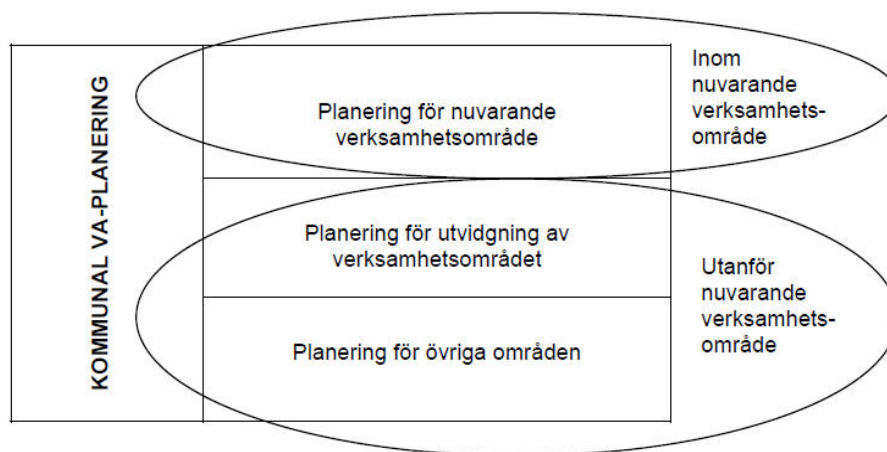 KOMMUNAL VA-PLANERING
Planering för nuvarande
verksamhetsområde
Inom
nuvarande
verksamhets-
område
Planering för utvidgning av
verksamhetsområdet
Planering för övriga områden
Utanför
nuvarande
verksamhets-
område